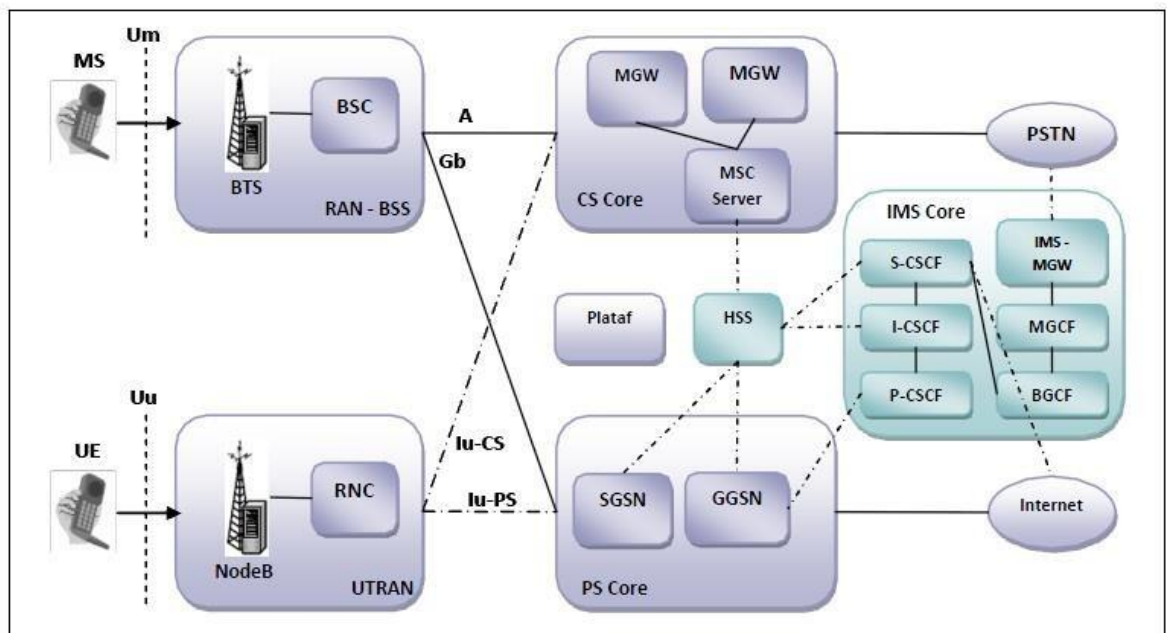 Um
MS
BSC
BTS
RAN - BSS
A
Gb
MGW
MGW
MSC
Server
CS Core
PSTN
IMS Core
S-CSCF
IMS -
MGW
I-CSCF
MGCF
P-CSCF
BGCF
Plataf
HSS
Uu
UE
RNC
NodeB
UTRAN
Iu-CS
Iu-PS
SGSN
GGSN
PS Core
Internet